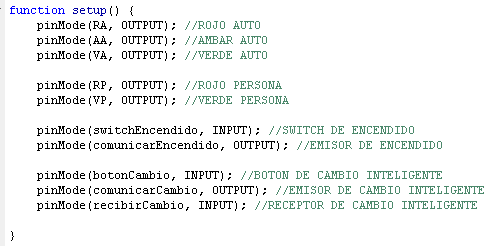 function setup() {
pinMode(RA, OUTPUT); //ROJO AUTO
pinMode(AA, OUTPUT); //AMBAR AUTO
pinMode(VA, OUTPUT); //VERDE AUTO
pinMode(RP, OUTPUT); //ROJO PERSONA
pinMode(VP, OUTPUT); //VERDE PERSONA
pinMode(switchEncendido, INPUT); //SWITCH DE ENCENDIDO
pinMode(comunicarEncendido, OUTPUT); //EMISOR DE ENCENDIDO
pinMode(botonCambio, INPUT); //BOTON DE CAMBIO INTELIGENTE
pinMode(comunicarCambio, OUTPUT); //EMISOR DE CAMBIO INTELIGENTE
pinMode(recibirCambio, INPUT); //RECEPTOR DE CAMBIO INTELIGENTE
}